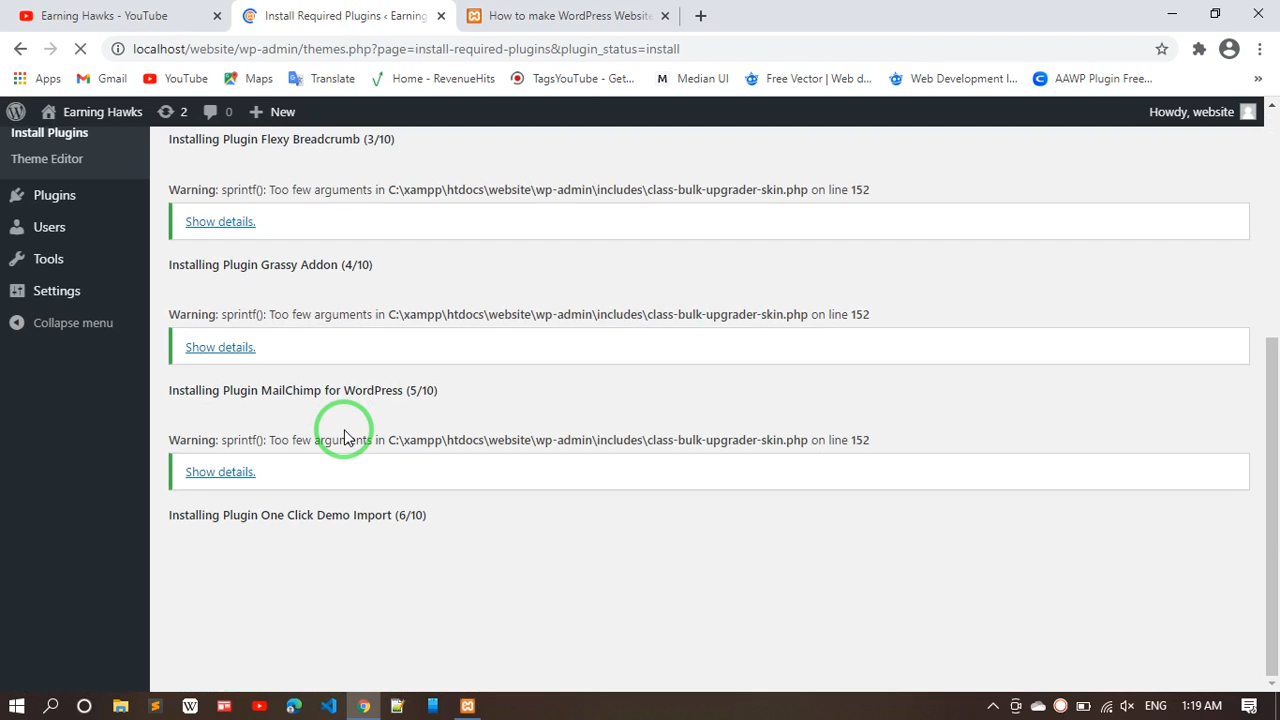 Earning Hawks - YouTube
Install Required Plugins ‹ Earning
How to make WordPress Website
localhost/website/wp-admin/themes.php?page=install-required-plugins&plugin_status=install
Apps
Gmail
YouTube
Maps
Translate
Home - RevenueHits
TagsYouTube - Get...
M Median UI
Free Vector | Web d...
Web Development I...
AAWP Plugin Free...
»
Earning Hawks
2
0
New
Howdy, website
Install Plugins
Theme Editor
Plugins
Users
Tools
Settings
Collapse menu
Installing Plugin Flexy Breadcrumb (3/10)
Warning: sprintf(): Too few arguments in C:\xampp\htdocs\website\wp-admin\includes\class-bulk-upgrader-skin.php on line 152
Show details.
Installing Plugin Grassy Addon (4/10)
Warning: sprintf(): Too few arguments in C:\xampp\htdocs\website\wp-admin\includes\class-bulk-upgrader-skin.php on line 152
Show details.
Installing Plugin MailChimp for WordPress (5/10)
Warning: sprintf(): Too few arguments in C:\xampp\htdocs\website\wp-admin\includes\class-bulk-upgrader-skin.php on line 152
Show details.
Installing Plugin One Click Demo Import (6/10)
ENG
1:19 AM